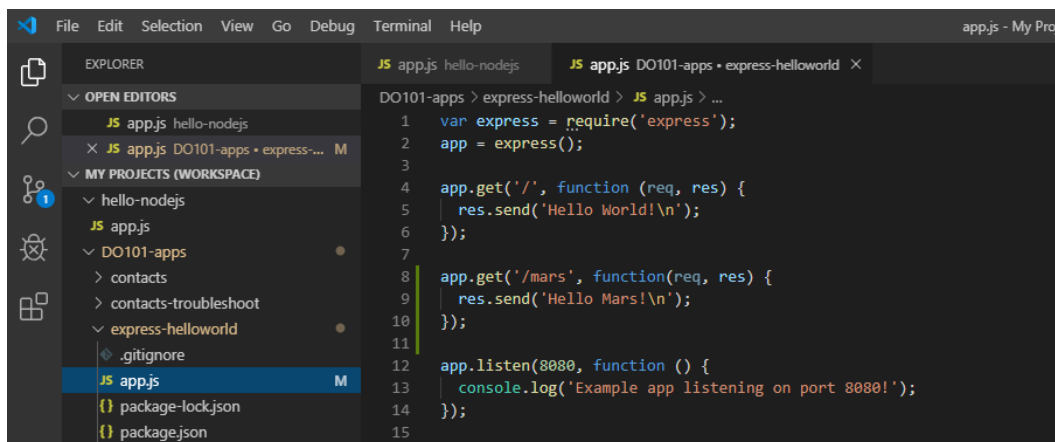 File Edit Selection View Go Debug Terminal Help app.js - My Pro
EXPLORER
OPEN EDITORS
JS app.js hello-nodejs
JS app.js DO101-apps • express-... M
MY PROJECTS (WORKSPACE)
hello-nodejs
JS app.js
DO101-apps
contacts
contacts-troubleshoot
express-helloworld
.gitignore
JS app.js M
{} package-lock.json
{} package.json
1
JS app.js hello-nodejs JS app.js DO101-apps • express-helloworld
DO101-apps > express-helloworld > JS app.js > ...
1 var express = require('express');
2 app = express();
3
4 app.get('/', function (req, res) {
5   res.send('Hello World!\n');
6 });
7
8 app.get('/mars', function(req, res) {
9   res.send('Hello Mars!\n');
10 });
11
12 app.listen(8080, function () {
13   console.log('Example app listening on port 8080!');
14 });
15